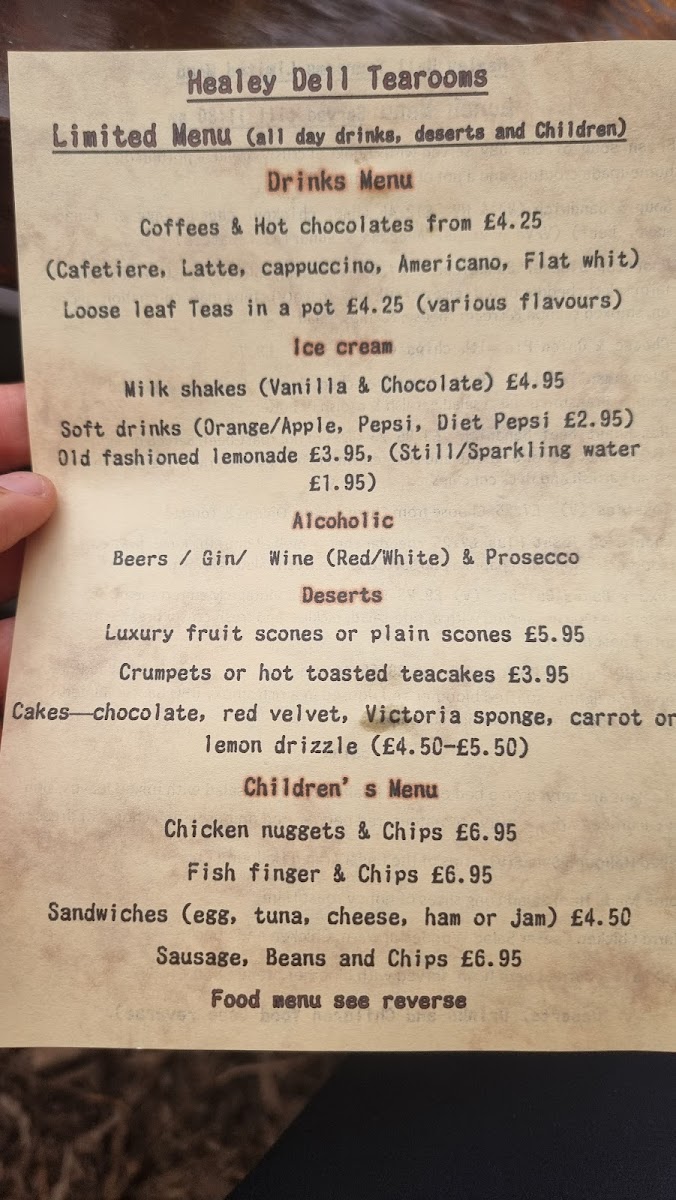 Healey Dell Tearooms
Limited Menu (all day drinks, deserts and Children)
Drinks Menu
Coffees & Hot chocolates from £4.25
(Cafetiere, Latte, cappuccino, Americano, Flat whit)
Loose leaf Teas in a pot £4.25 (various flavours)
Ice cream
Milk shakes (Vanilla & Chocolate) £4.95
Soft drinks (Orange/Apple, Pepsi, Diet Pepsi £2.95)
Old fashioned lemonade £3.95, (Still/Sparkling water
£1.95)
Alcoholic
Beers / Gin/ Wine (Red/White) & Prosecco
Deserts
Luxury fruit scones or plain scones £5.95
Crumpets or hot toasted teacakes £3.95
Cakes—chocolate, red velvet, Victoria sponge, carrot or
lemon drizzle (£4.50-£5.50)
Children's Menu
Chicken nuggets & Chips £6.95
Fish finger & Chips £6.95
Sandwiches (egg, tuna, cheese, ham or jam) £4.50
Sausage, Beans and Chips £6.95
Food menu see reverse